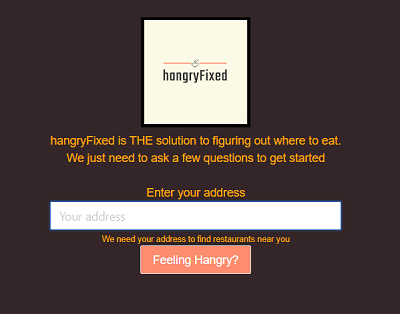 hangryFixed
hangryFixed is THE solution to figuring out where to eat.
We just need to ask a few questions to get started
Enter your address
Your address
We need your address to find restaurants near you
Feeling Hangry?